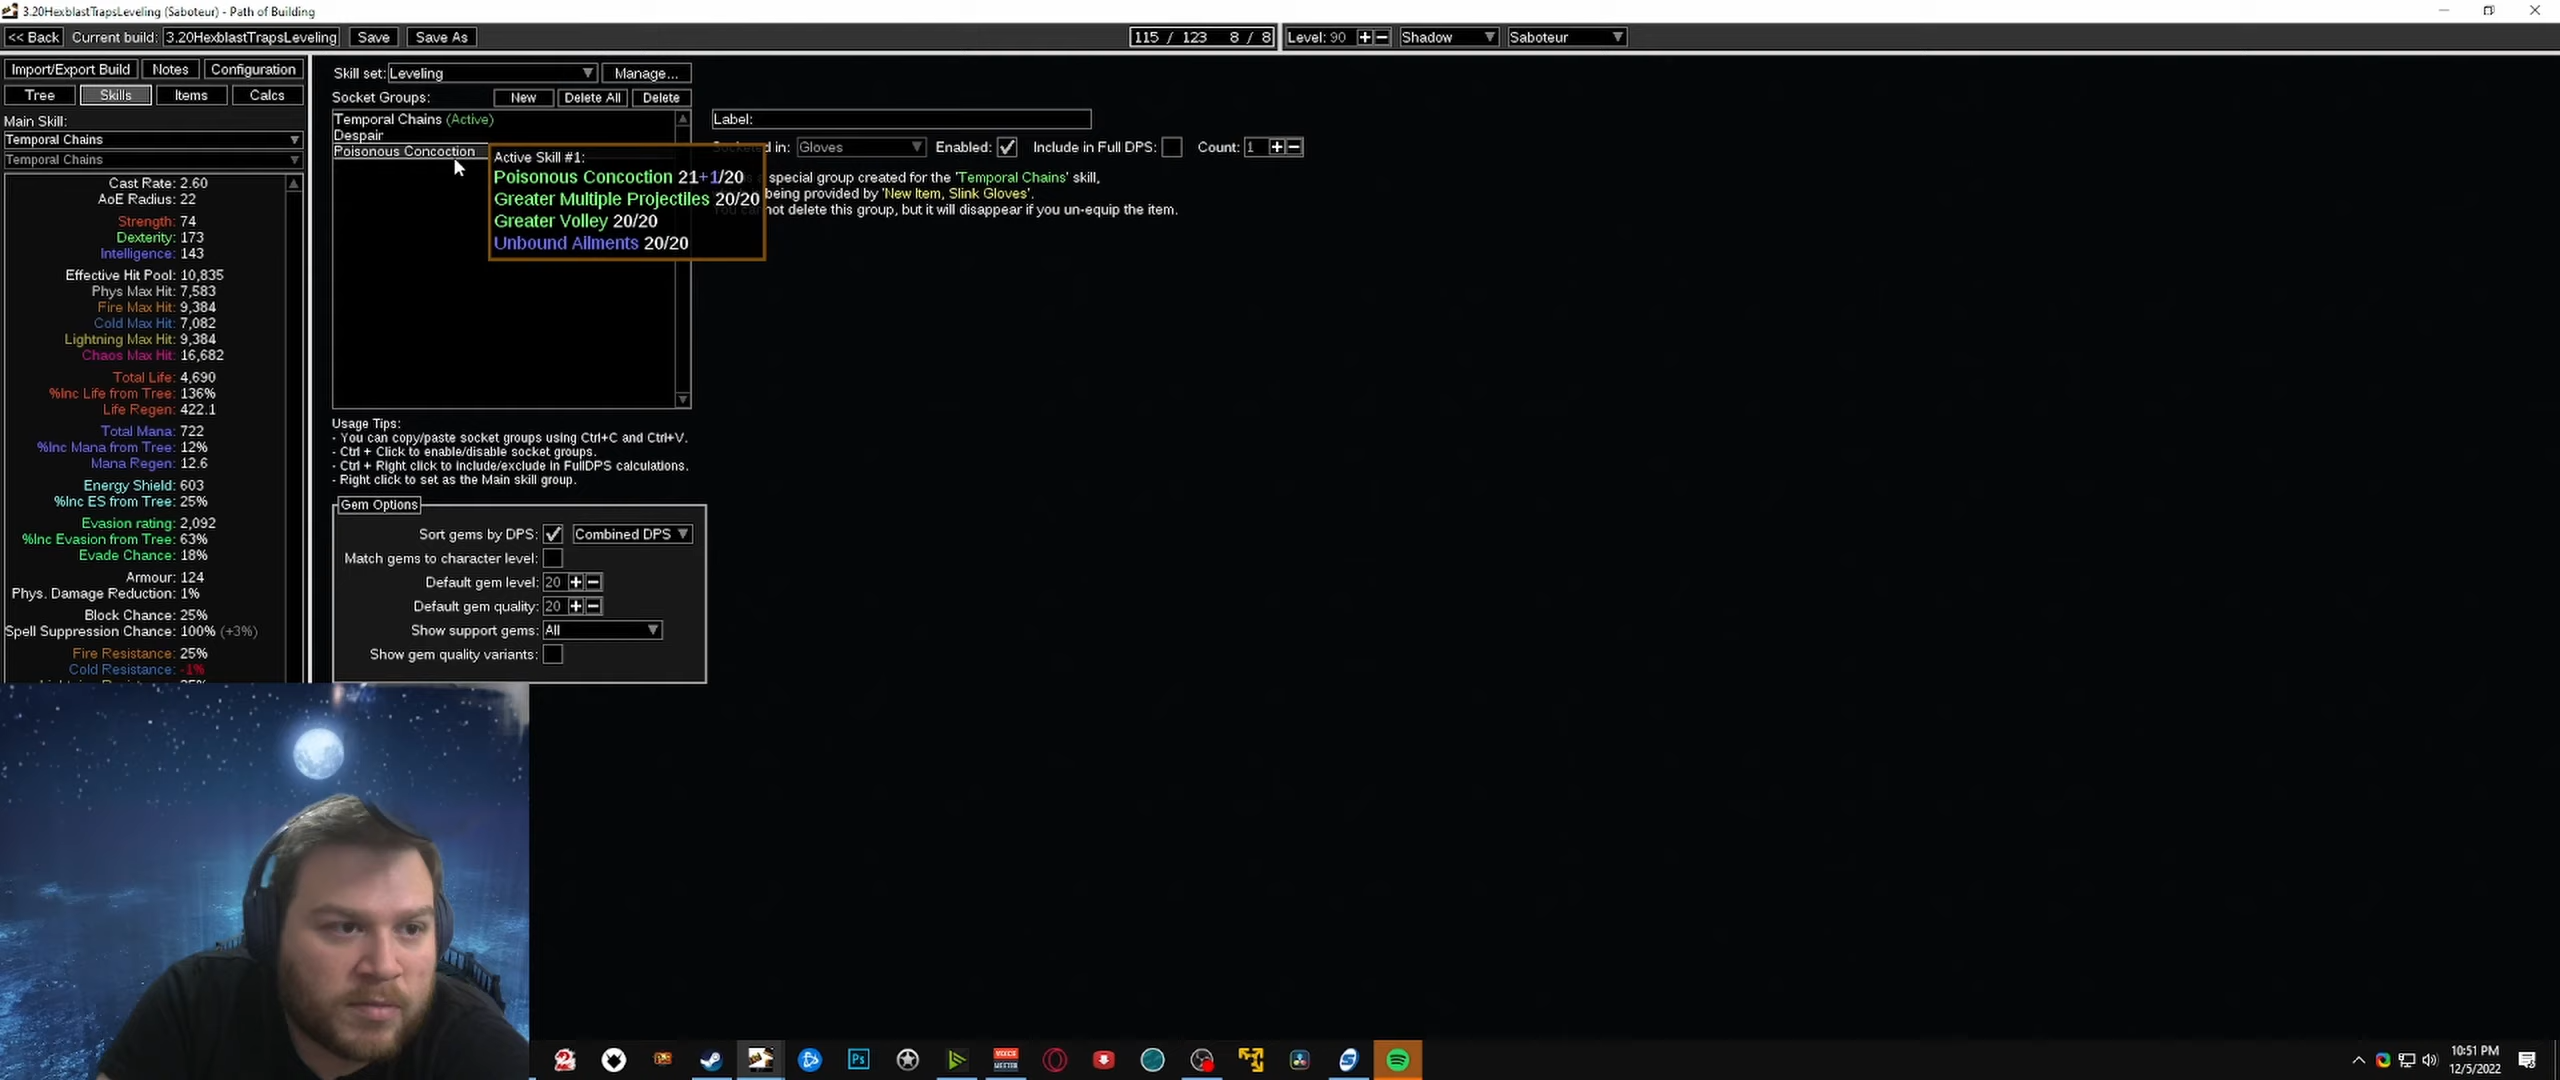 3.20HexblastTrapsLeveling (Saboteur) - Path of Building
<< Back Current build: 3.20HexblastTrapsLeveling Save Save As 115 / 123 8 / 8 Level: 90 + - Shadow Saboteur
Import/Export Build Notes Configuration
Tree Skills Items Calcs
Main Skill:
Temporal Chains
Temporal Chains
Cast Rate: 2.60
AoE Radius: 22
Strength: 74
Dexterity: 173
Intelligence: 143
Effective Hit Pool: 10,835
Phys Max Hit: 7,583
Fire Max Hit: 9,384
Cold Max Hit: 7,082
Lightning Max Hit: 9,384
Chaos Max Hit: 16,682
Total Life: 4,690
%Inc Life from Tree: 136%
Life Regen: 422.1
Total Mana: 722
%Inc Mana from Tree: 12%
Mana Regen: 12.6
Energy Shield: 603
%Inc ES from Tree: 25%
Evasion rating: 2,092
%Inc Evasion from Tree: 63%
Evade Chance: 18%
Armour: 124
Phys. Damage Reduction: 1%
Block Chance: 25%
Spell Suppression Chance: 100% (+3%)
Fire Resistance: 25%
Cold Resistance: -1%
Skill set: Leveling Manage...
Socket Groups: New Delete All Delete
Temporal Chains (Active)
Despair
Poisonous Concoction
Active Skill #1:
Poisonous Concoction 21+1/20
Greater Multiple Projectiles 20/20
Greater Volley 20/20
Unbound Ailments 20/20
Label:
in: Gloves Enabled: Include in Full DPS: Count: 1 + -
special group created for the 'Temporal Chains' skill,
being provided by 'New Item, Slink Gloves'.
not delete this group, but it will disappear if you un-equip the item.
Usage Tips:
- You can copy/paste socket groups using Ctrl+C and Ctrl+V.
- Ctrl + Click to enable/disable socket groups.
- Ctrl + Right click to include/exclude in FullDPS calculations.
- Right click to set as the Main skill group.
Gem Options
Sort gems by DPS: Combined DPS
Match gems to character level:
Default gem level: 20 + -
Default gem quality: 20 + -
Show support gems: All
Show gem quality variants:
Ps
10:51 PM
12/5/2022